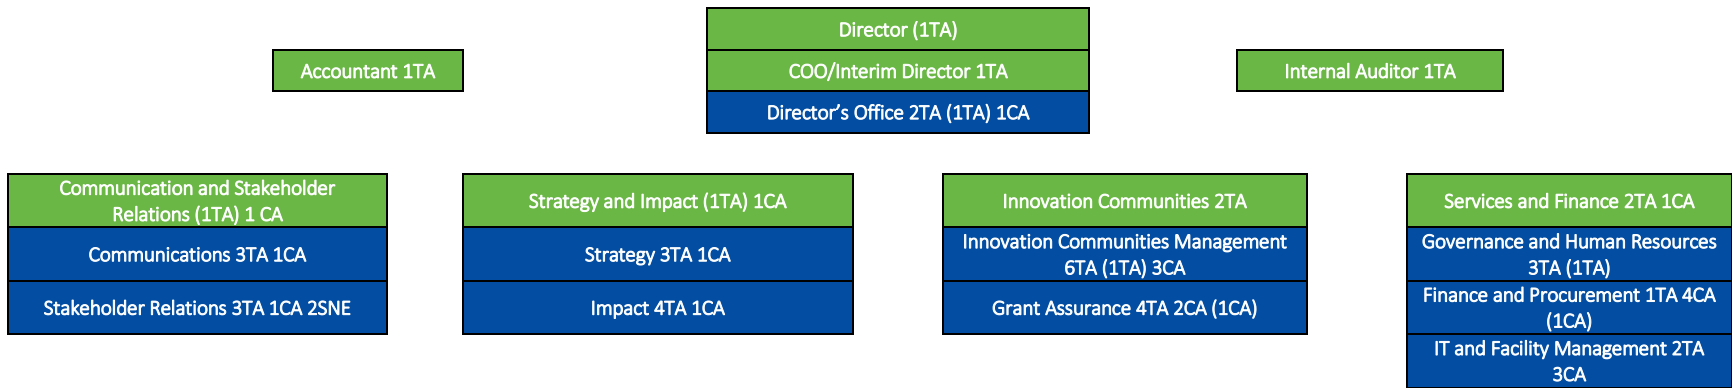 Director (1TA)
Accountant 1TA
COO/Interim Director 1TA
Internal Auditor 1TA
Director’s Office 2TA (1TA) 1CA
Communication and Stakeholder
Relations (1TA) 1 CA
Communications 3TA 1CA
Stakeholder Relations 3TA 1CA 2SNE
Strategy and Impact (1TA) 1CA
Strategy 3TA 1CA
Impact 4TA 1CA
Innovation Communities 2TA
Innovation Communities Management
6TA (1TA) 3CA
Grant Assurance 4TA 2CA (1CA)
Services and Finance 2TA 1CA
Governance and Human Resources
3TA (1TA)
Finance and Procurement 1TA 4CA
(1CA)
IT and Facility Management 2TA
3CA